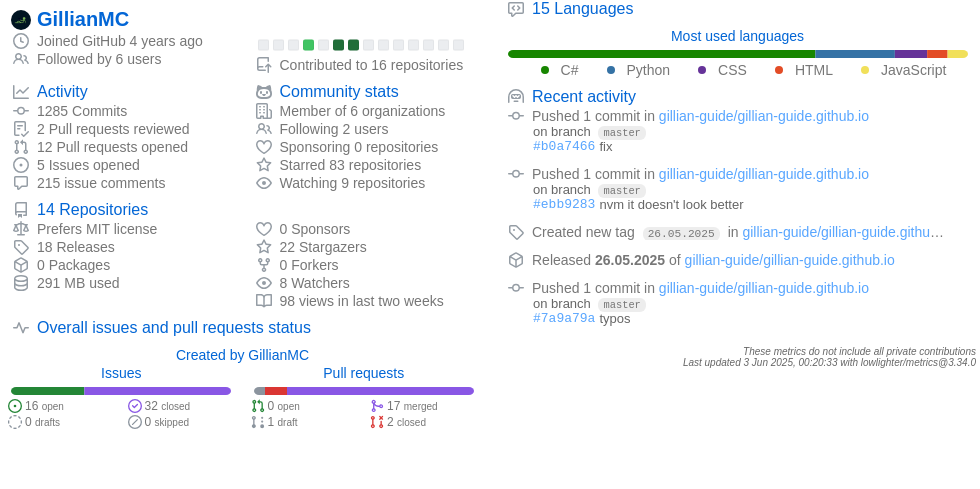 GillianMC
Joined GitHub 4 years ago
Followed by 6 users
Contributed to 16 repositories
Activity
1285 Commits
2 Pull requests reviewed
12 Pull requests opened
5 Issues opened
215 issue comments
Community stats
Member of 6 organizations
Following 2 users
Sponsoring 0 repositories
Starred 83 repositories
Watching 9 repositories
14 Repositories
Prefers MIT license
18 Releases
0 Packages
291 MB used
0 Sponsors
22 Stargazers
0 Forkers
8 Watchers
98 views in last two weeks
Overall issues and pull requests status
Created by GillianMC
Issues
16 open
32 closed
0 drafts
0 skipped
Pull requests
0 open
17 merged
1 draft
2 closed
15 Languages
Most used languages
C# Python CSS HTML JavaScript
Recent activity
Pushed 1 commit in gillian-guide/gillian-guide.github.io
on branch master
#b0a7466 fix
Pushed 1 commit in gillian-guide/gillian-guide.github.io
on branch master
#ebb9283 nvm it doesn't look better
Created new tag 26.05.2025 in gillian-guide/gillian-guide.githu…
Released 26.05.2025 of gillian-guide/gillian-guide.github.io
Pushed 1 commit in gillian-guide/gillian-guide.github.io
on branch master
#7a9a79a typos
These metrics do not include all private contributions
Last updated 3 Jun 2025, 00:20:33 with lowlighter/metrics@3.34.0